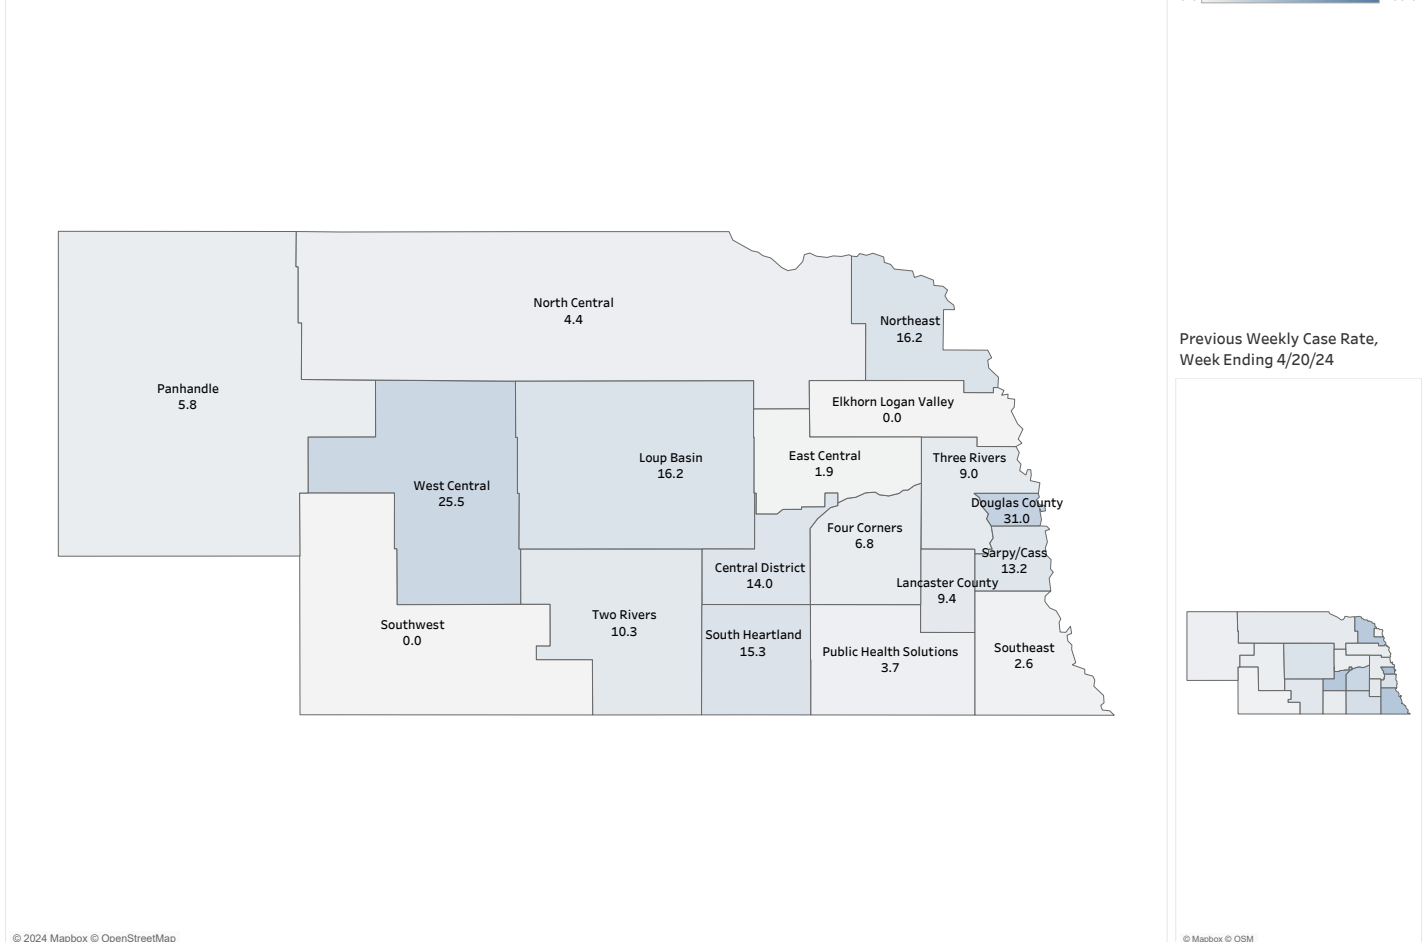 North Central
4.4
Northeast
16.2
Previous Weekly Case Rate,
Week Ending 4/20/24
Panhandle
5.8
Elkhorn Logan Valley
0.0
Loup Basin
16.2
East Central
1.9
Three Rivers
9.0
West Central
25.5
Douglas County
31.0
Four Corners
6.8
Sarpy/Cass
13.2
Central District
14.0
Lancaster County
9.4
Two Rivers
10.3
Southwest
0.0
South Heartland
15.3
Public Health Solutions
3.7
Southeast
2.6
© 2024 Mapbox © OpenStreetMap
© Mapbox © OSM